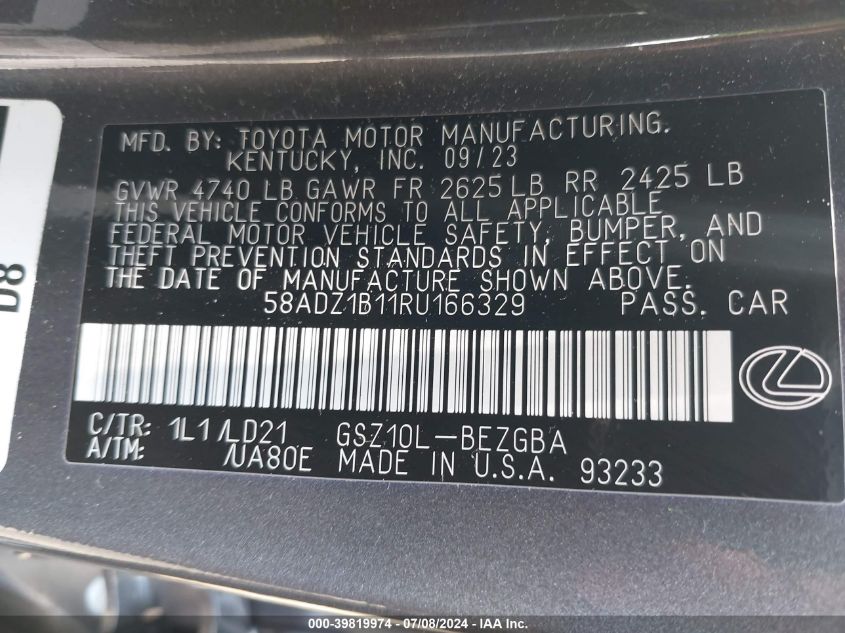 MFD. BY: TOYOTA MOTOR MANUFACTURING.
KENTUCKY, INC. 09/23
GVWR 4740 LB GAWR FR 2625 LB RR 2425 LB
THIS VEHICLE CONFORMS TO ALL APPLICABLE
FEDERAL MOTOR VEHICLE SAFETY, BUMPER, AND
THEFT PREVENTION STANDARDS IN EFFECT ON
THE DATE OF MANUFACTURE SHOWN ABOVE.
58ADZ1B11RU166329 PASS. CAR
C/TR: 1L1/LD21 GSZ10L-BEZGBA
A/TM: /UA80E MADE IN U.S.A. 93233
000-39819974 / 07/08/2024 - IAAI.com